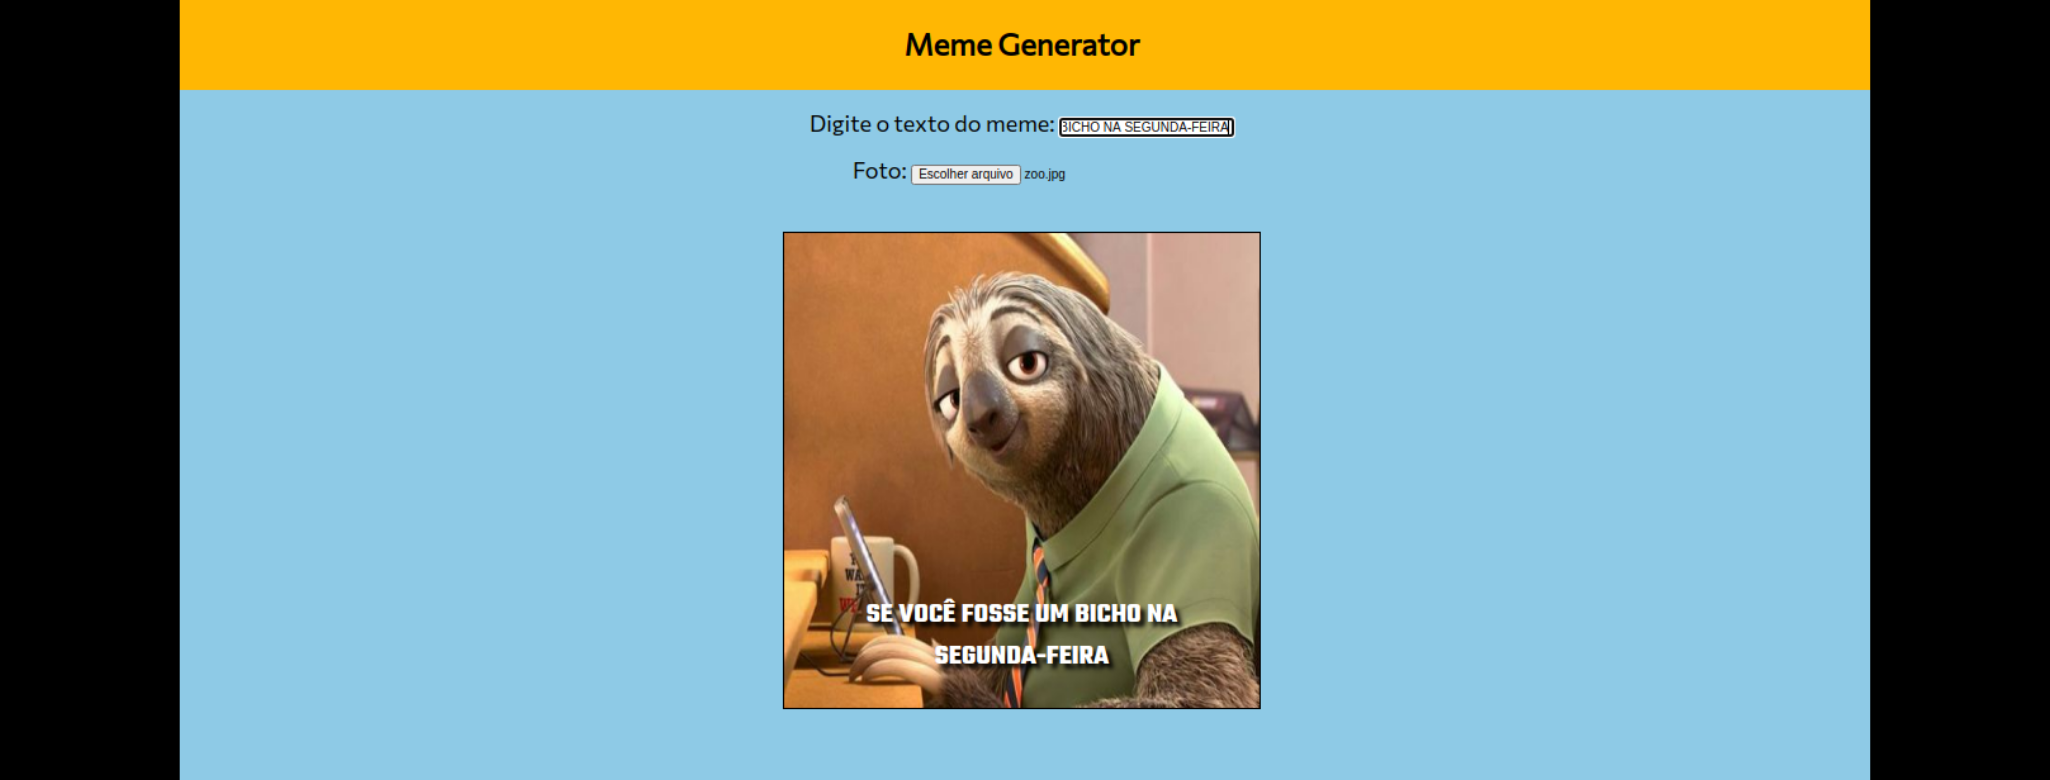 Meme Generator
Digite o texto do meme: BICHO NA SEGUNDA-FEIRA
Foto: Escolher arquivo zoo.jpg
SE VOCÊ FOSSE UM BICHO NA
SEGUNDA-FEIRA